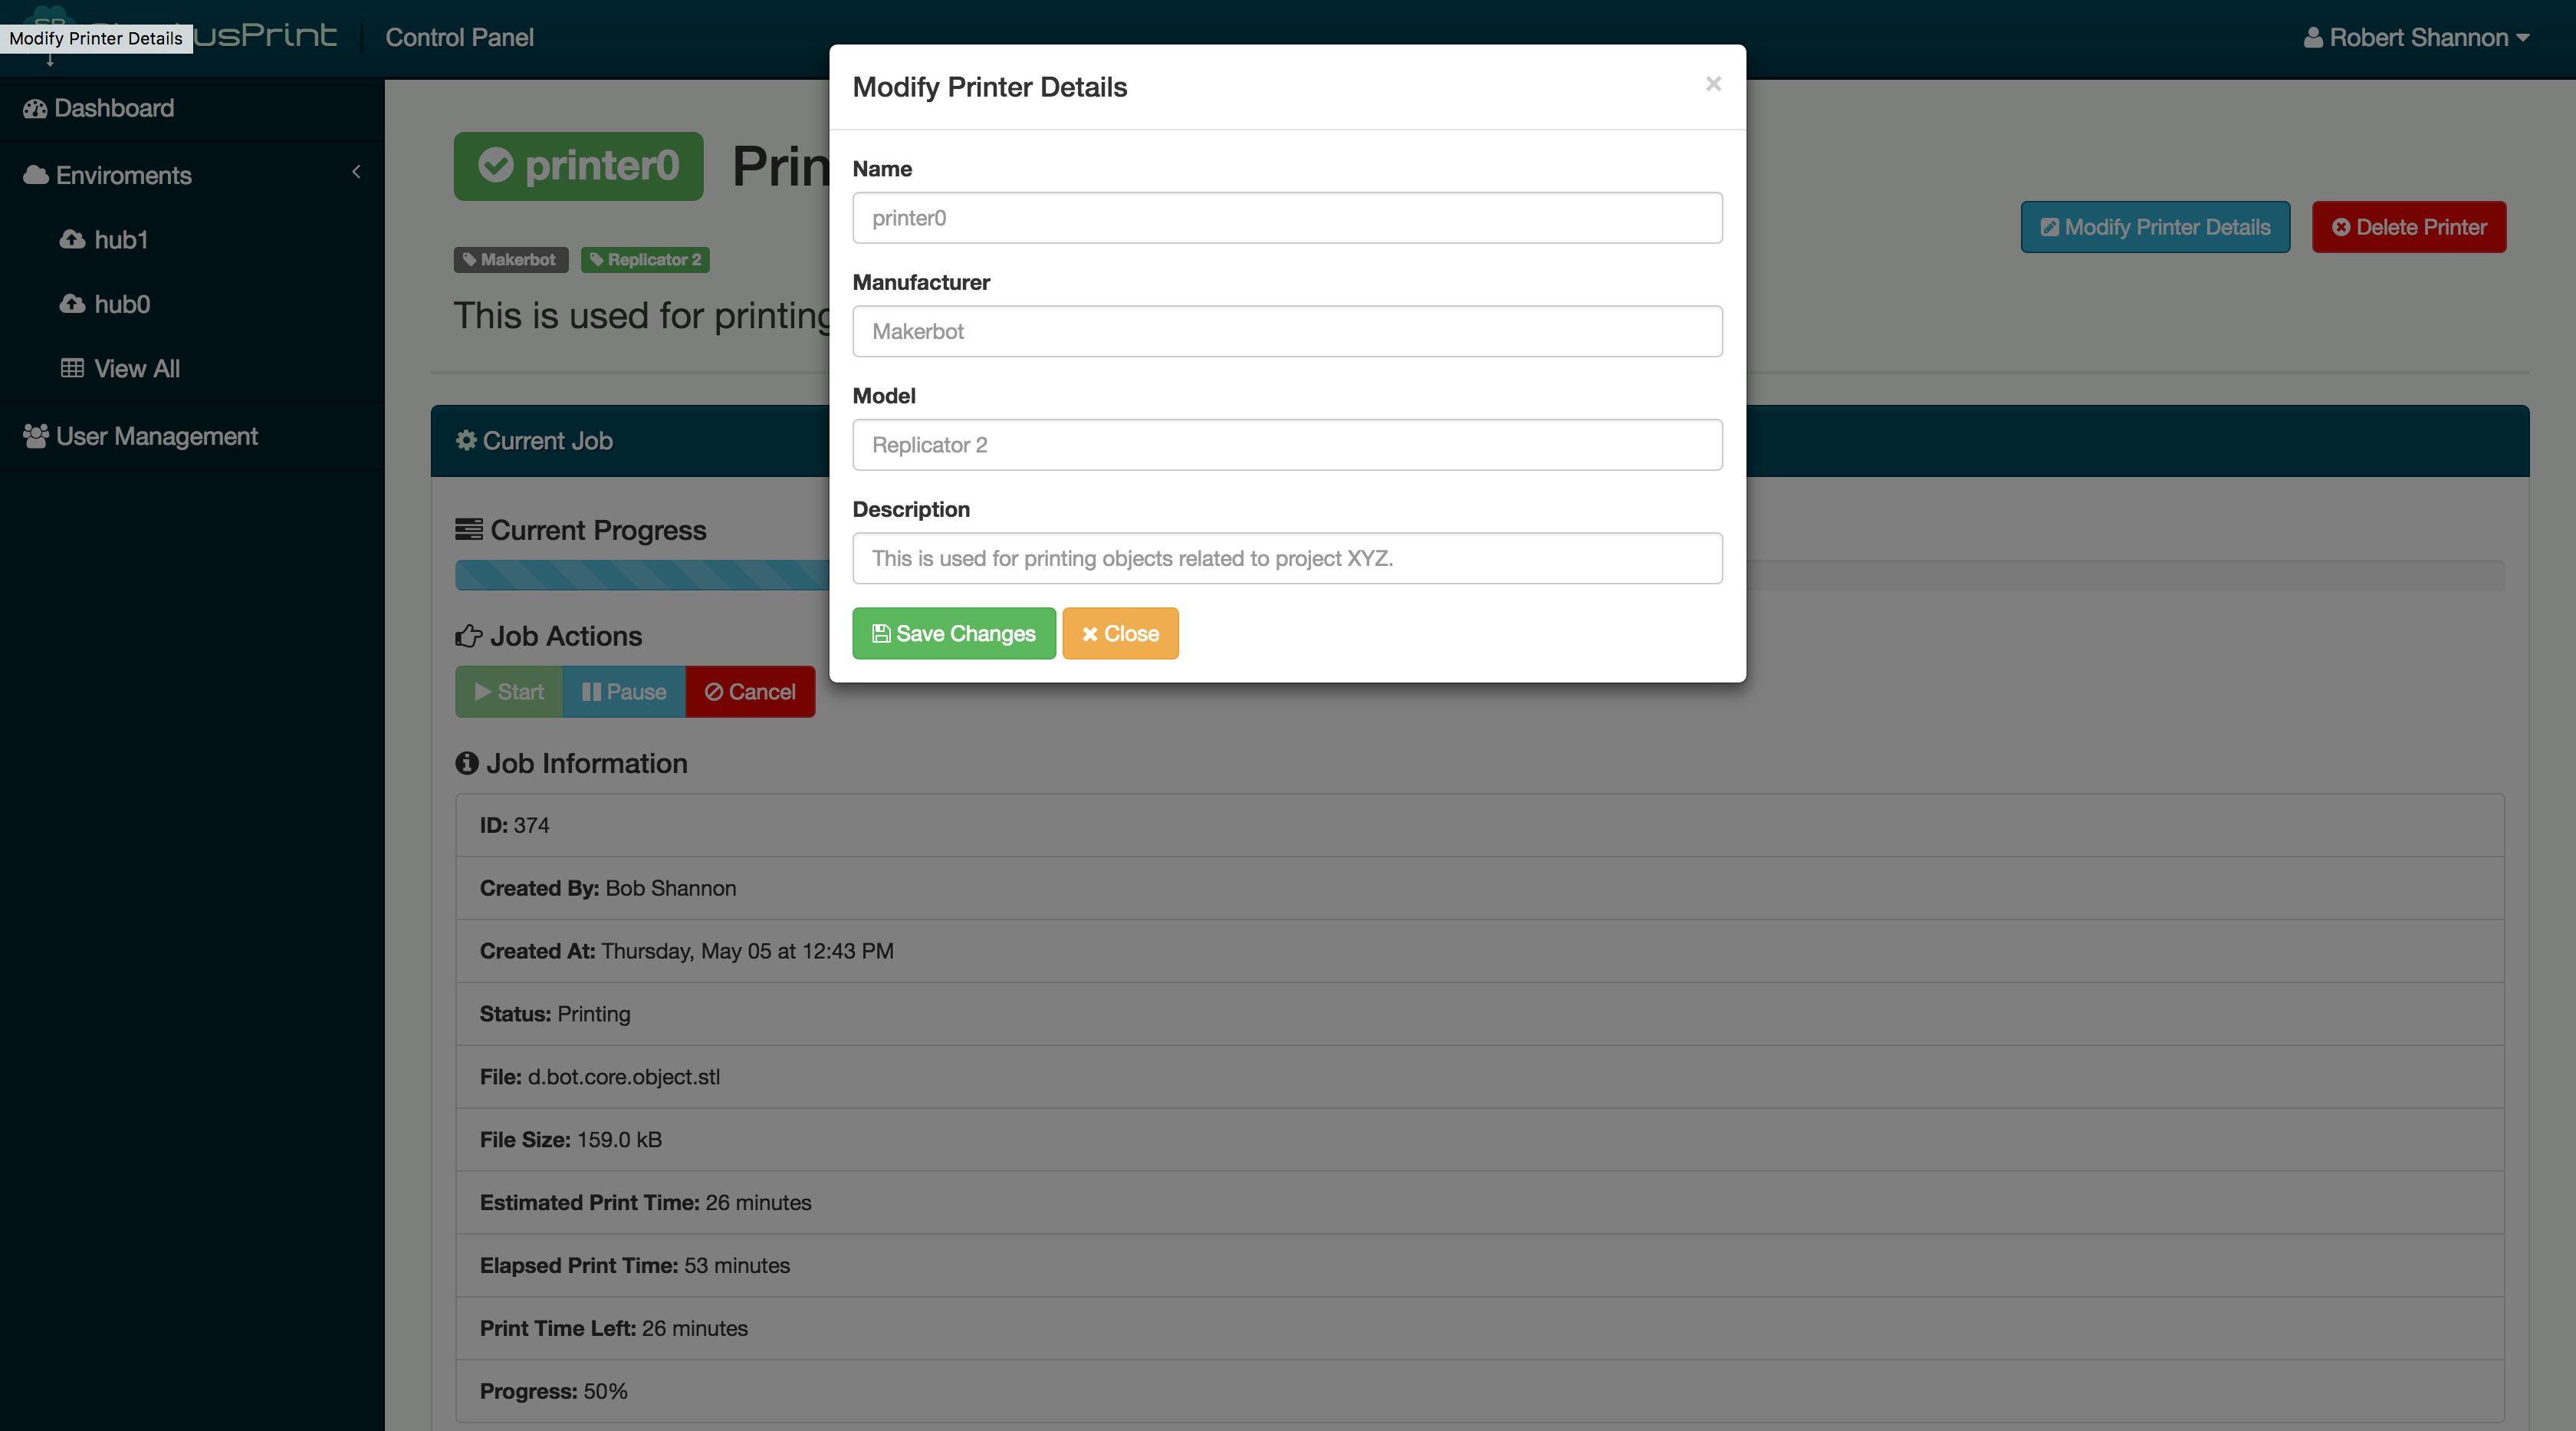 Modify Printer Details
usPrint
Control Panel
Robert Shannon
Dashboard
Enviroments
hub1
hub0
View All
User Management
printer0
Makerbot
Replicator 2
This is used for printing
Modify Printer Details
Delete Printer
Modify Printer Details
×
Name
printer0
Manufacturer
Makerbot
Model
Replicator 2
Description
This is used for printing objects related to project XYZ.
Save Changes
Close
Current Job
Current Progress
Job Actions
Start
Pause
Cancel
Job Information
ID: 374
Created By: Bob Shannon
Created At: Thursday, May 05 at 12:43 PM
Status: Printing
File: d.bot.core.object.stl
File Size: 159.0 kB
Estimated Print Time: 26 minutes
Elapsed Print Time: 53 minutes
Print Time Left: 26 minutes
Progress: 50%